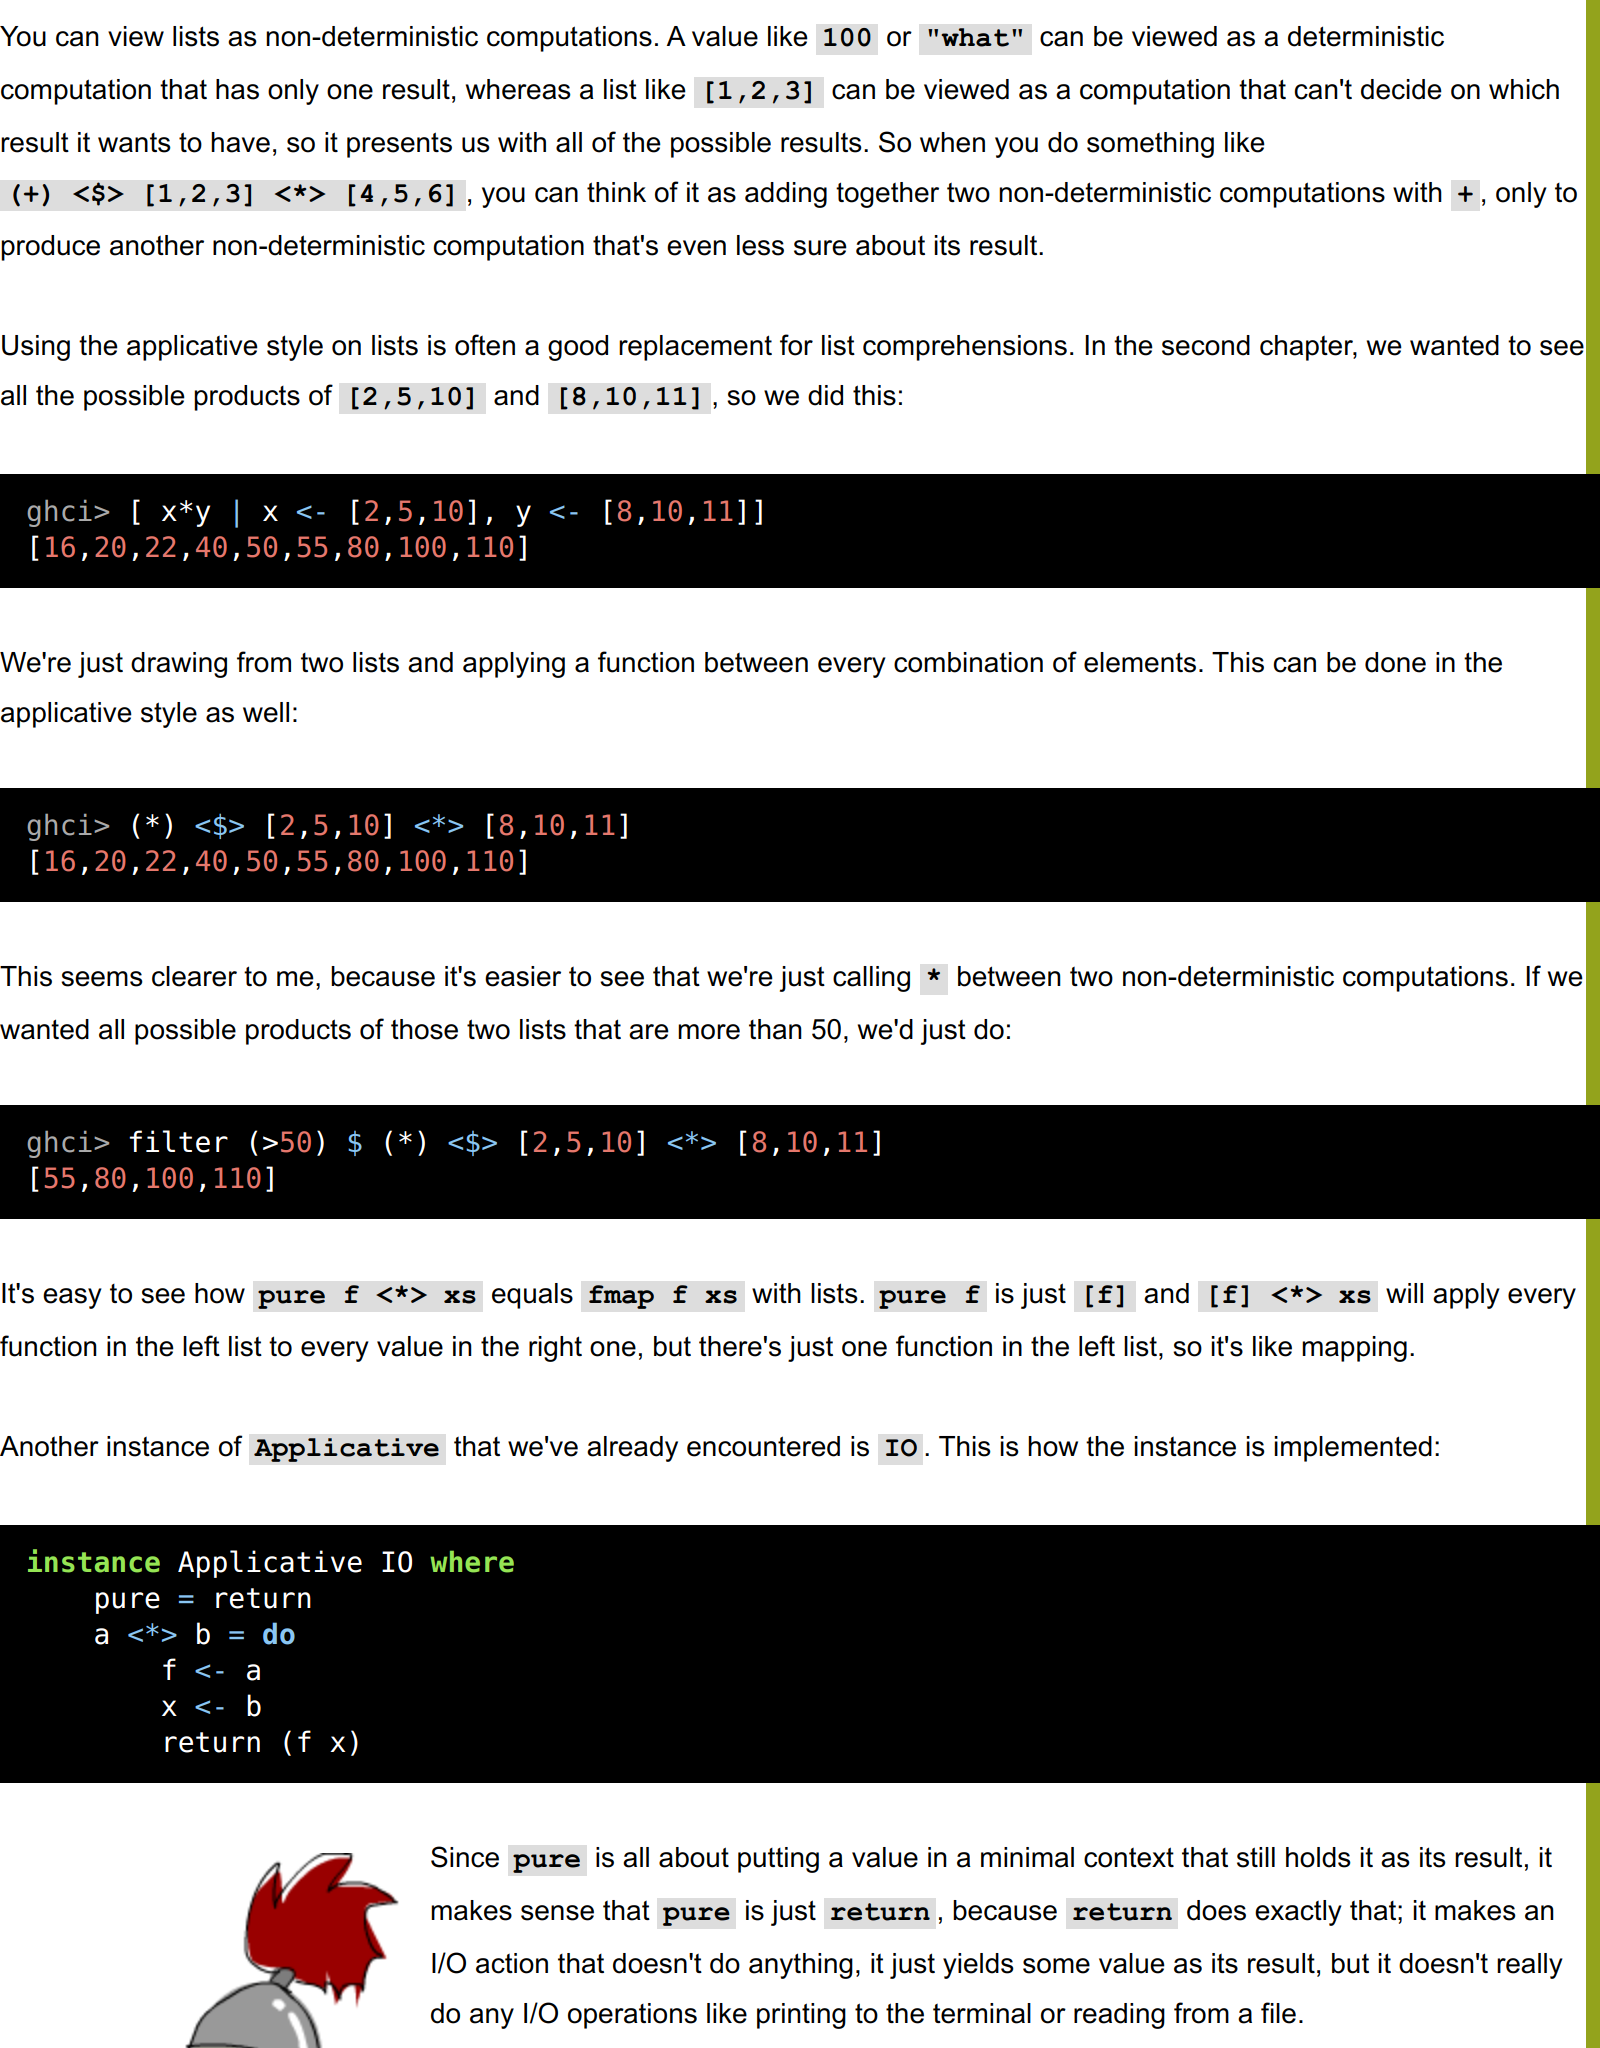 You can view lists as non-deterministic computations. A value like 100 or "what" can be viewed as a deterministic
computation that has only one result, whereas a list like [1,2,3] can be viewed as a computation that can't decide on which
result it wants to have, so it presents us with all of the possible results. So when you do something like
(+) <$> [1,2,3] <*> [4,5,6], you can think of it as adding together two non-deterministic computations with +, only to
produce another non-deterministic computation that's even less sure about its result.
Using the applicative style on lists is often a good replacement for list comprehensions. In the second chapter, we wanted to see
all the possible products of [2,5,10] and [8,10,11], so we did this:
ghci> [ x*y | x <- [2,5,10], y <- [8,10,11]]
[16,20,22,40,50,55,80,100,110]
We're just drawing from two lists and applying a function between every combination of elements. This can be done in the
applicative style as well:
ghci> (*) <$> [2,5,10] <*> [8,10,11]
[16,20,22,40,50,55,80,100,110]
This seems clearer to me, because it's easier to see that we're just calling * between two non-deterministic computations. If we
wanted all possible products of those two lists that are more than 50, we'd just do:
ghci> filter (>50) $ (*) <$> [2,5,10] <*> [8,10,11]
[55,80,100,110]
It's easy to see how pure f <*> xs equals fmap f xs with lists. pure f is just [f] and [f] <*> xs will apply every
function in the left list to every value in the right one, but there's just one function in the left list, so it's like mapping.
Another instance of Applicative that we've already encountered is IO. This is how the instance is implemented:
instance Applicative IO where
    pure = return
    a <*> b = do
        f <- a
        x <- b
        return (f x)
Since pure is all about putting a value in a minimal context that still holds it as its result, it
makes sense that pure is just return, because return does exactly that; it makes an
I/O action that doesn't do anything, it just yields some value as its result, but it doesn't really
do any I/O operations like printing to the terminal or reading from a file.